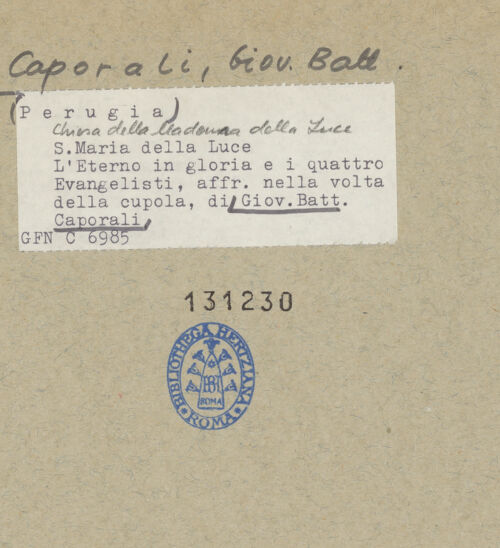 Caporali, Giov. Batt.
(Perugia)
Chiesa della Madonna della Luce
S.Maria della Luce
L'Eterno in gloria e i quattro
Evangelisti, affr. nella volta
della cupola, di Giov.Batt.
Caporali,
GFN C 6985
131230
BIBLIOTHECA HERTZIANA
ROMA
• ROMA •